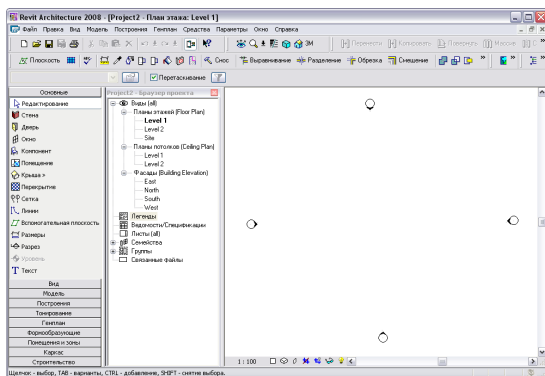 Revit Architecture 2008 - [Project2 - План этажа: Level 1]
Файл Правка Вид Модель Построения Генплан Средства Параметры Окно Справка
3M Перенести Копировать Повернуть Массив
Плоскость Снос Выравнивание Разделение Обрезка Смешение
Перетаскивание
Основные
Редактирование
Стена
Дверь
Окно
Компонент
Помещение
Крыша »
Перекрытие
Сетка
Линии
Вспомогательная плоскость
Размеры
Разрез
Уровень
Текст
Вид
Модель
Построения
Тонирование
Генплан
Формообразующие
Помещения и зоны
Каркас
Строительство
Project2 - Браузер проекта
Виды (all)
Планы этажей (Floor Plan)
Level 1
Level 2
Site
Планы потолков (Ceiling Plan)
Level 1
Level 2
Фасады (Building Elevation)
East
North
South
West
Легенды
Ведомости/Спецификации
Листы (all)
Семейства
Группы
Связанные файлы
1 : 100
Щелчок - выбор, TAB - варианты, CTRL - добавление, SHIFT - снятие выбора.